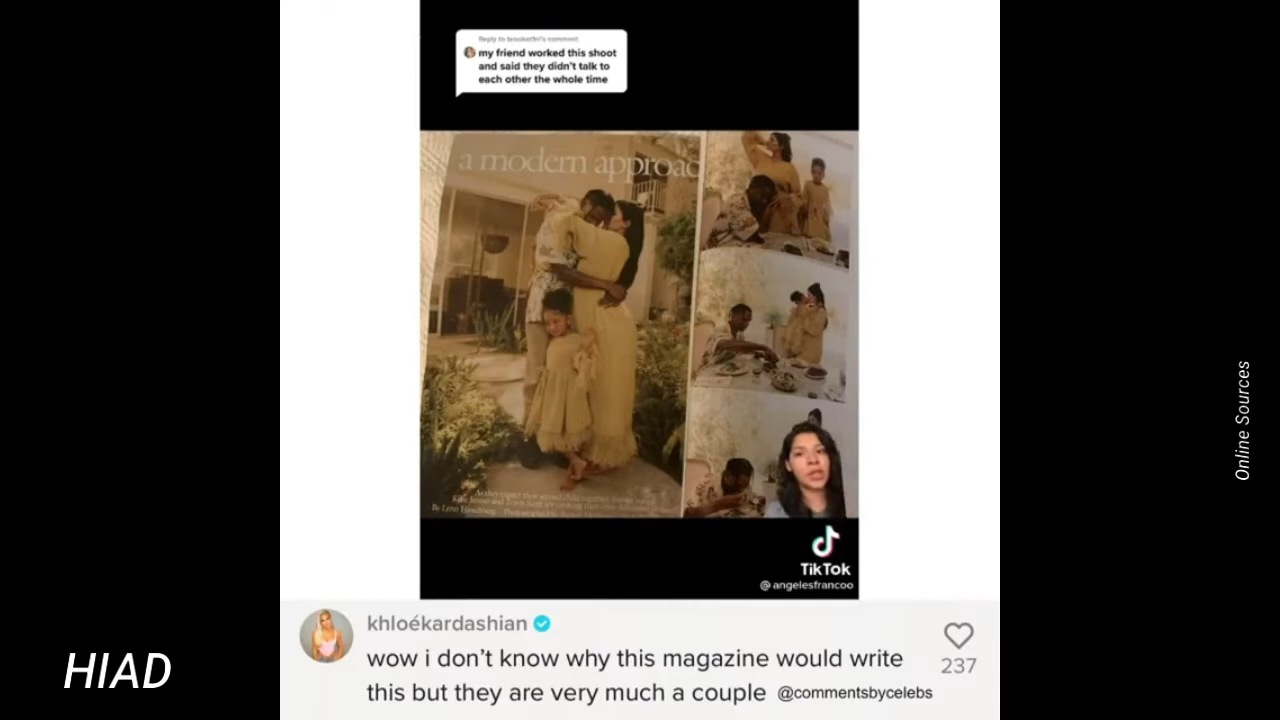 my friend worked this shoot
and said they didn't talk to
each other the whole time
a modern approac
TikTok
@angelesfrancoo
khloékardashian
wow i don't know why this magazine would write
237
this but they are very much a couple @commentsbycelebs
HIAD
Online Sources